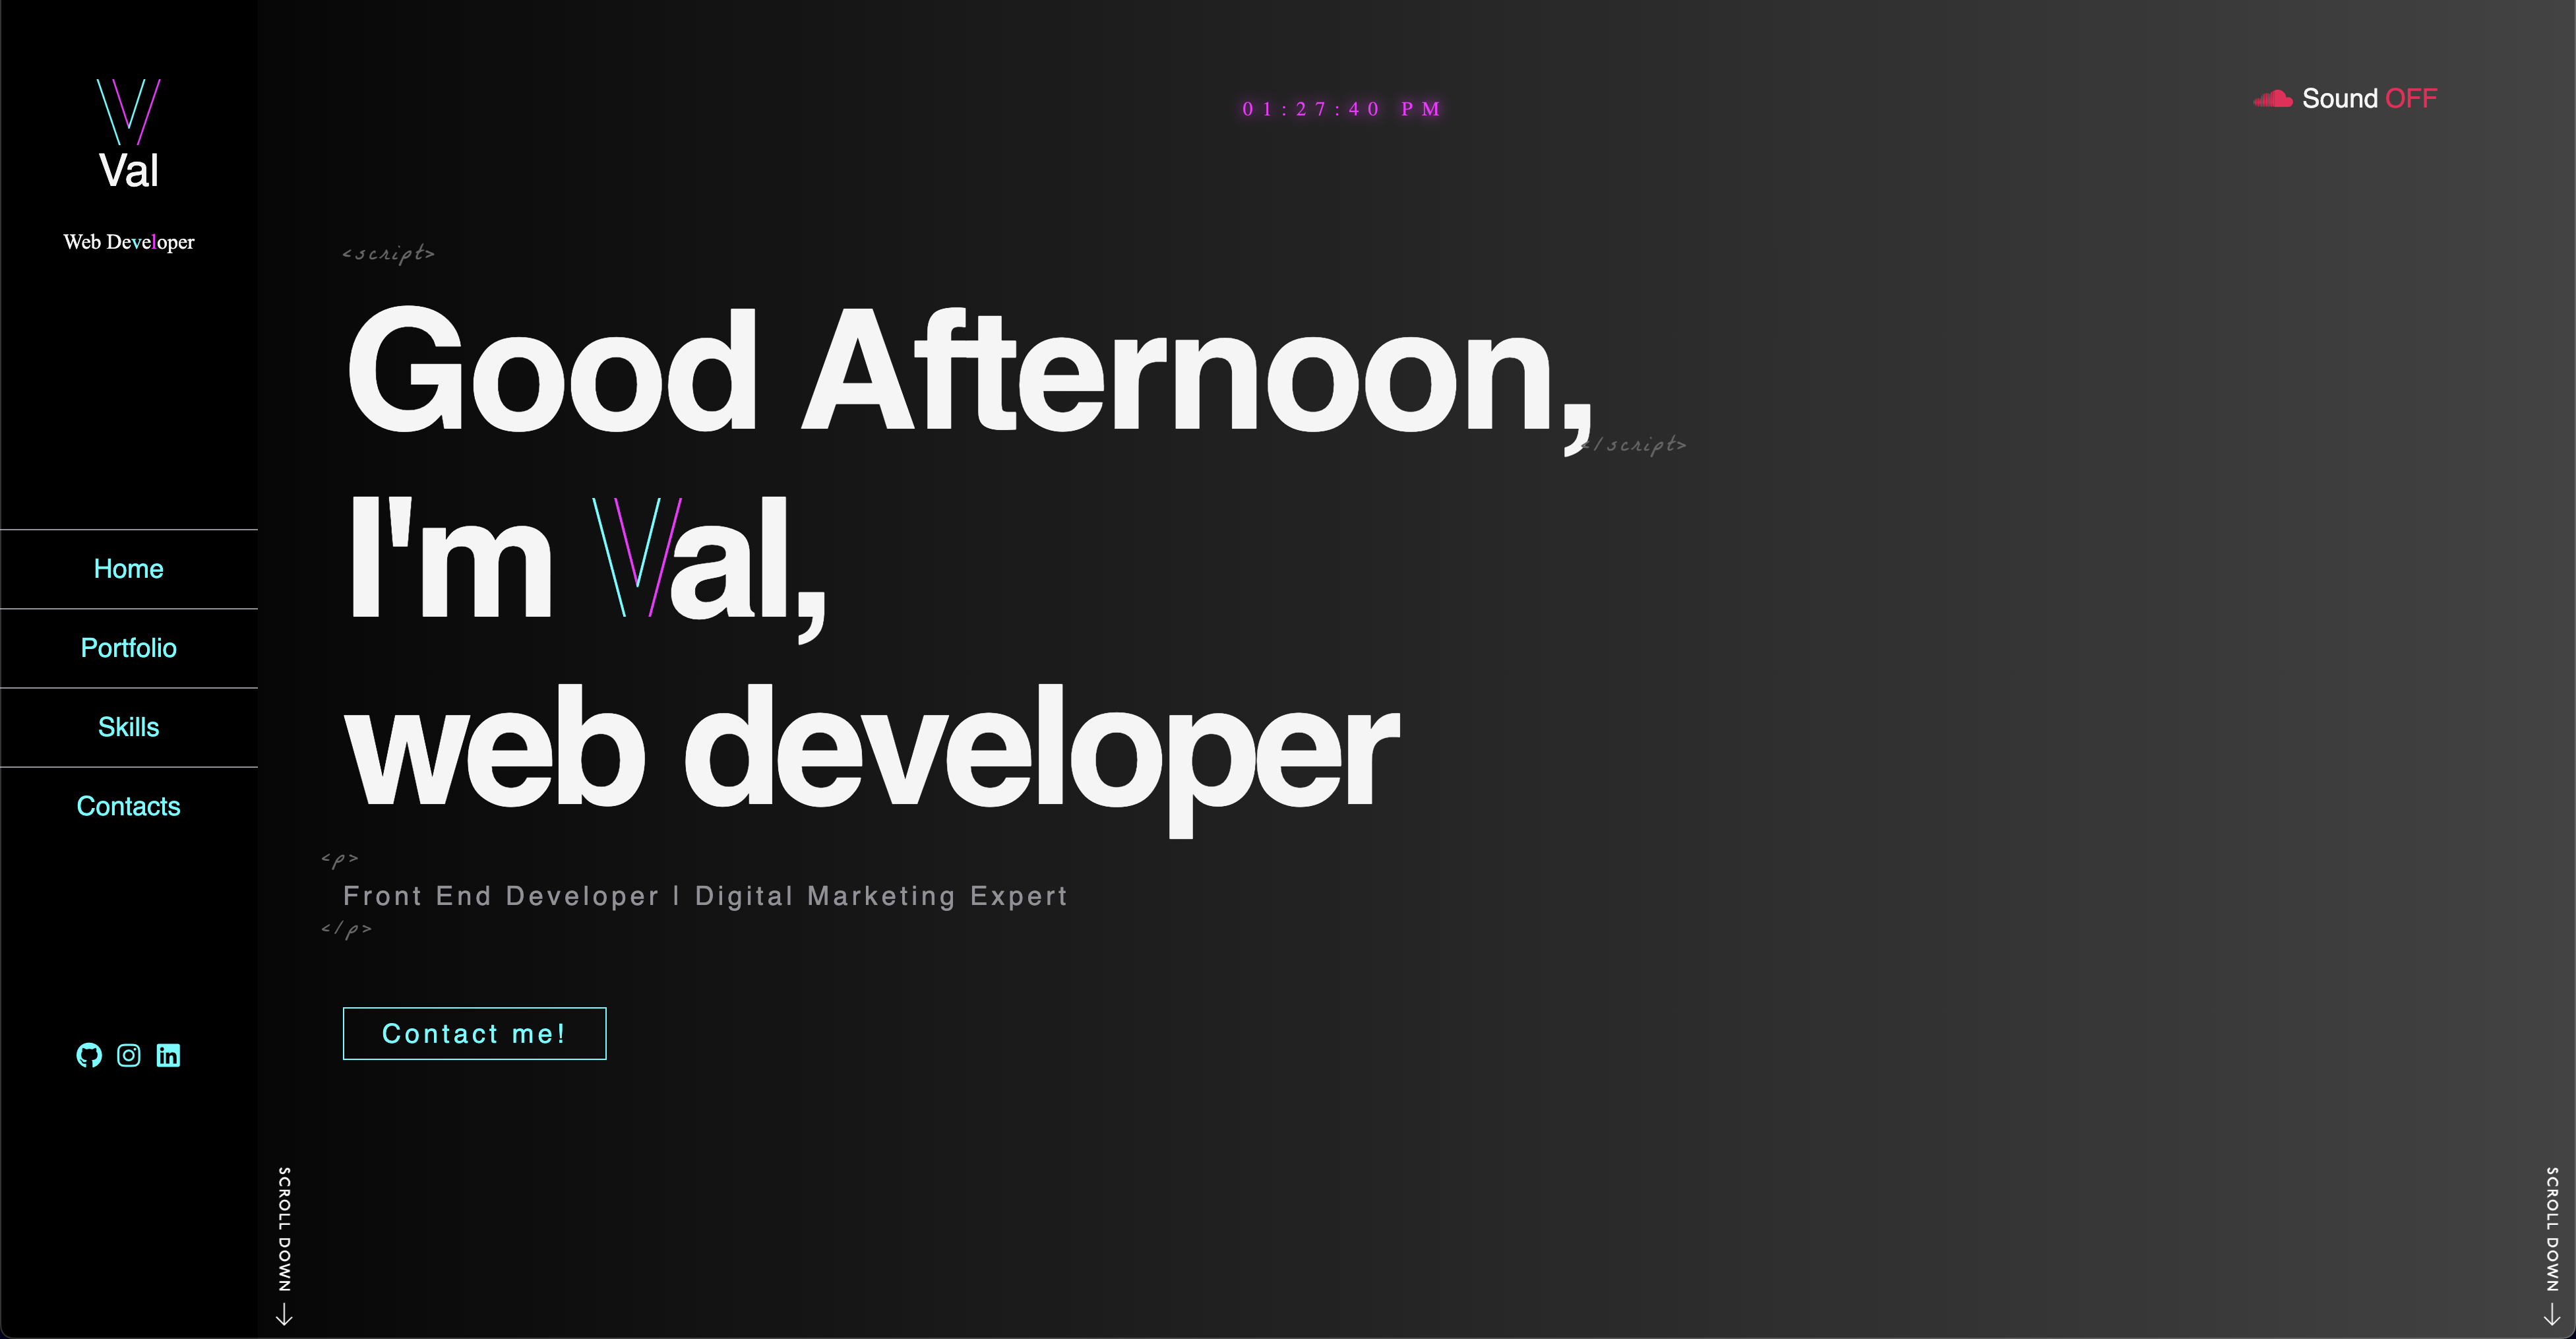 Val
Web Developer
Home
Portfolio
Skills
Contacts
SCROLL DOWN
01:27:40 PM
Sound OFF
<script>
Good Afternoon,
</script>
I'm Val,
web developer
<p>
Front End Developer | Digital Marketing Expert
</p>
Contact me!
SCROLL DOWN